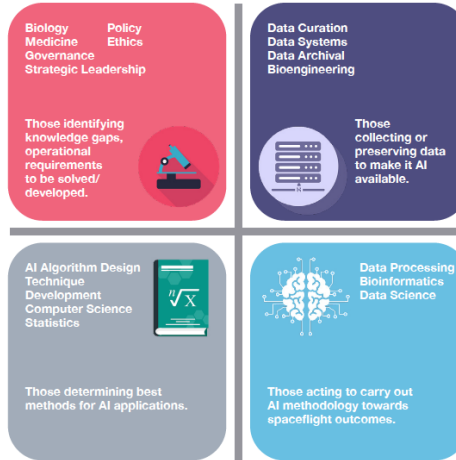 Biology Policy
Medicine Ethics
Governance
Strategic Leadership
Those identifying
knowledge gaps,
operational
requirements
to be solved/
developed.
Data Curation
Data Systems
Data Archival
Bioengineering
Those
collecting or
preserving data
to make it AI
available.
AI Algorithm Design
Technique
Development
Computer Science
Statistics
n√X
Those determining best
methods for AI applications.
Data Processing
Bioinformatics
Data Science
Those acting to carry out
AI methodology towards
spaceflight outcomes.